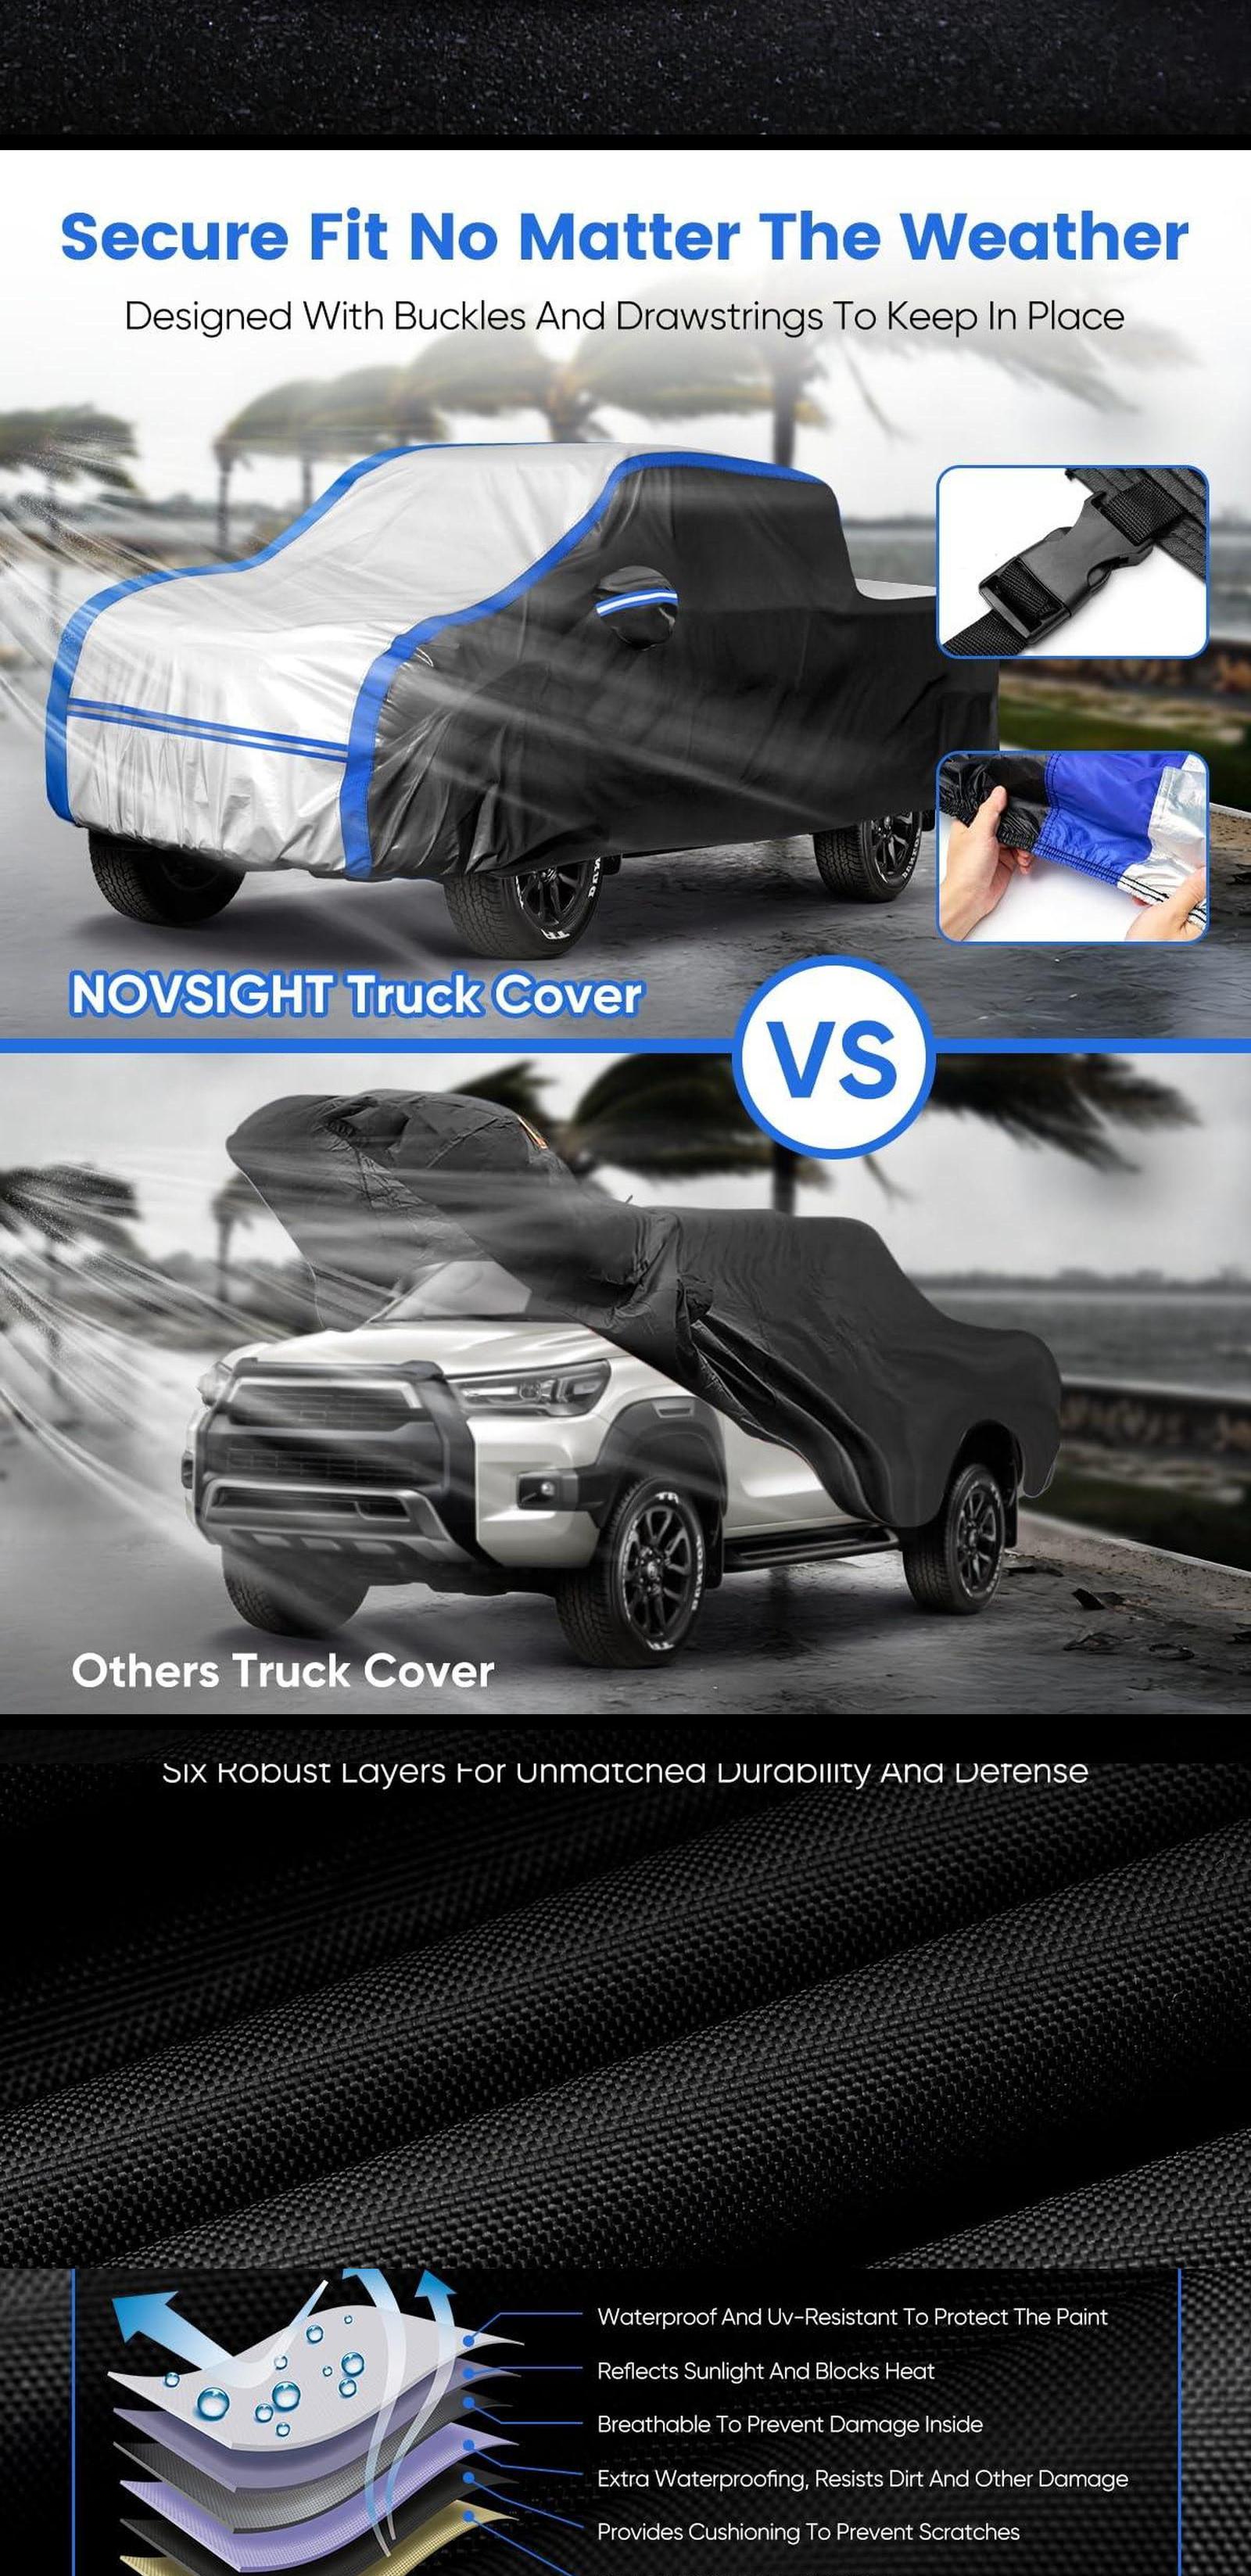 Secure Fit No Matter The Weather
Designed With Buckles And Drawstrings To Keep In Place
NOVSIGHT Truck Cover
VS
Others Truck Cover
Six Robust Layers For Unmatched Durability And Defense
Waterproof And Uv-Resistant To Protect The Paint
Reflects Sunlight And Blocks Heat
Breathable To Prevent Damage Inside
Extra Waterproofing, Resists Dirt And Other Damage
Provides Cushioning To Prevent Scratches